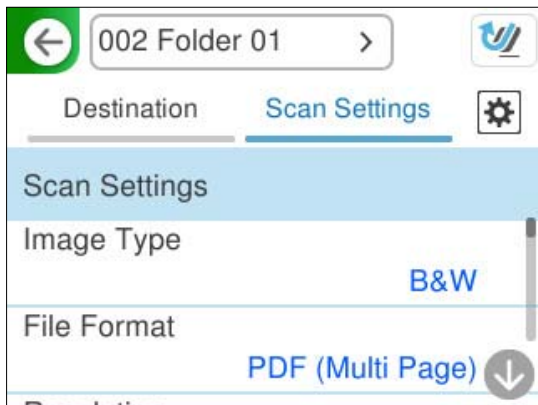 002 Folder 01
Destination Scan Settings
Scan Settings
Image Type
B&W
File Format
PDF (Multi Page)